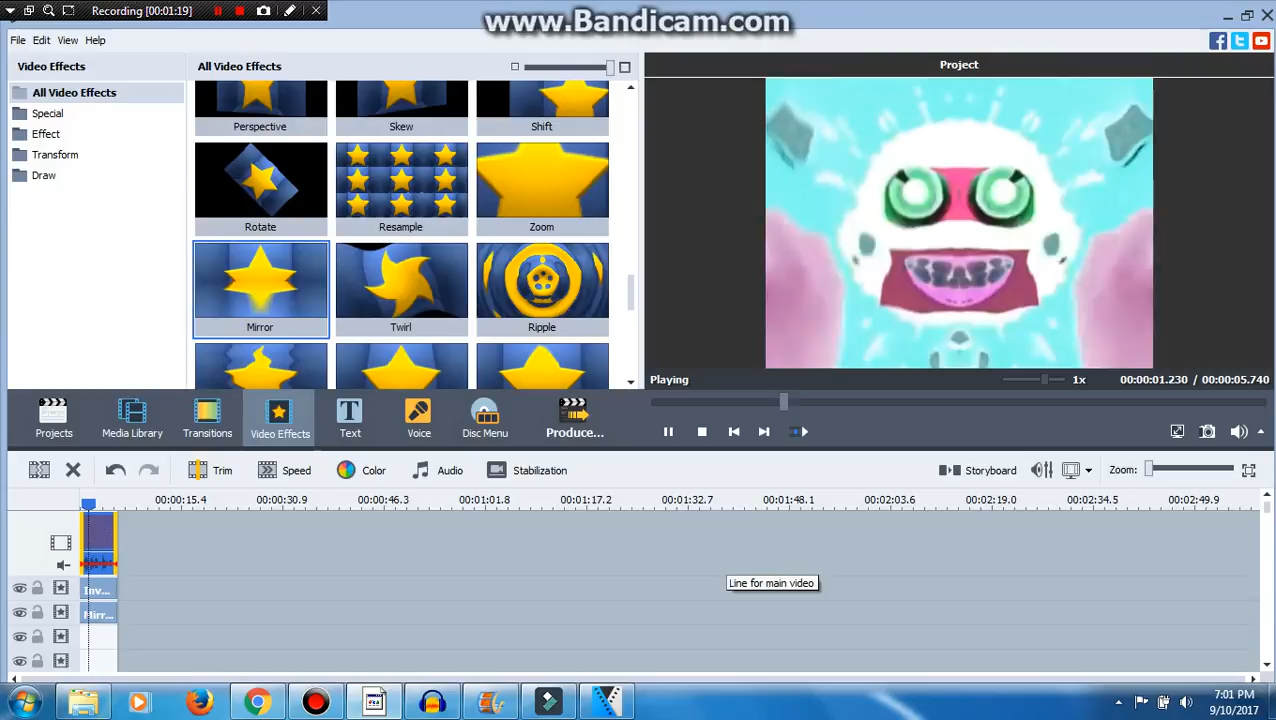 Recording [00:01:19]
www.Bandicam.com
File Edit View Help
Video Effects
All Video Effects
Project
All Video Effects
Special
Effect
Transform
Draw
Perspective Skew Shift
Rotate Resample Zoom
Mirror Twirl Ripple
Playing
1x
00:00:01.230 / 00:00:05.740
Projects Media Library Transitions Video Effects Text Voice Disc Menu Produce...
Trim Speed Color Audio Stabilization
Storyboard
Zoom:
00:00:15.4 00:00:30.9 00:00:46.3 00:01:01.8 00:01:17.2 00:01:32.7 00:01:48.1 00:02:03.6 00:02:19.0 00:02:34.5 00:02:49.9
Line for main video
Inv...
Mirr...
7:01 PM
9/10/2017